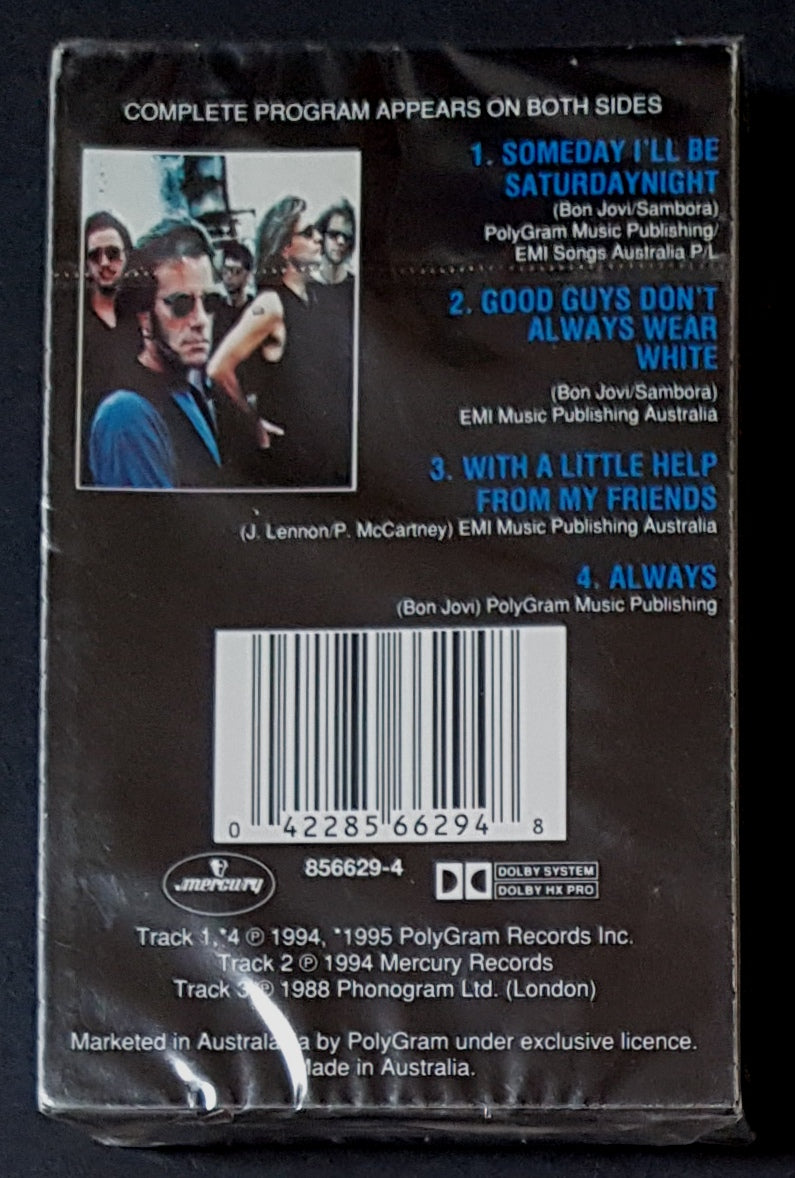 COMPLETE PROGRAM APPEARS ON BOTH SIDES
1. SOMEDAY I'LL BE
SATURDAYNIGHT
(Bon Jovi/Sambora)
PolyGram Music Publishing/
EMI Songs Australia P/L
2. GOOD GUYS DON'T
ALWAYS WEAR
WHITE
(Bon Jovi/Sambora)
EMI Music Publishing Australia
3. WITH A LITTLE HELP
FROM MY FRIENDS
(J. Lennon/P. McCartney) EMI Music Publishing Australia
4. ALWAYS
(Bon Jovi) PolyGram Music Publishing
0 42285 66294 8
mercury
856629-4
DOLBY SYSTEM
DOLBY HX PRO
Track 1,*4 ℗ 1994, *1995 PolyGram Records Inc.
Track 2 ℗ 1994 Mercury Records
Track 3 ℗ 1988 Phonogram Ltd. (London)
Marketed in Australasia by PolyGram under exclusive licence.
Made in Australia.